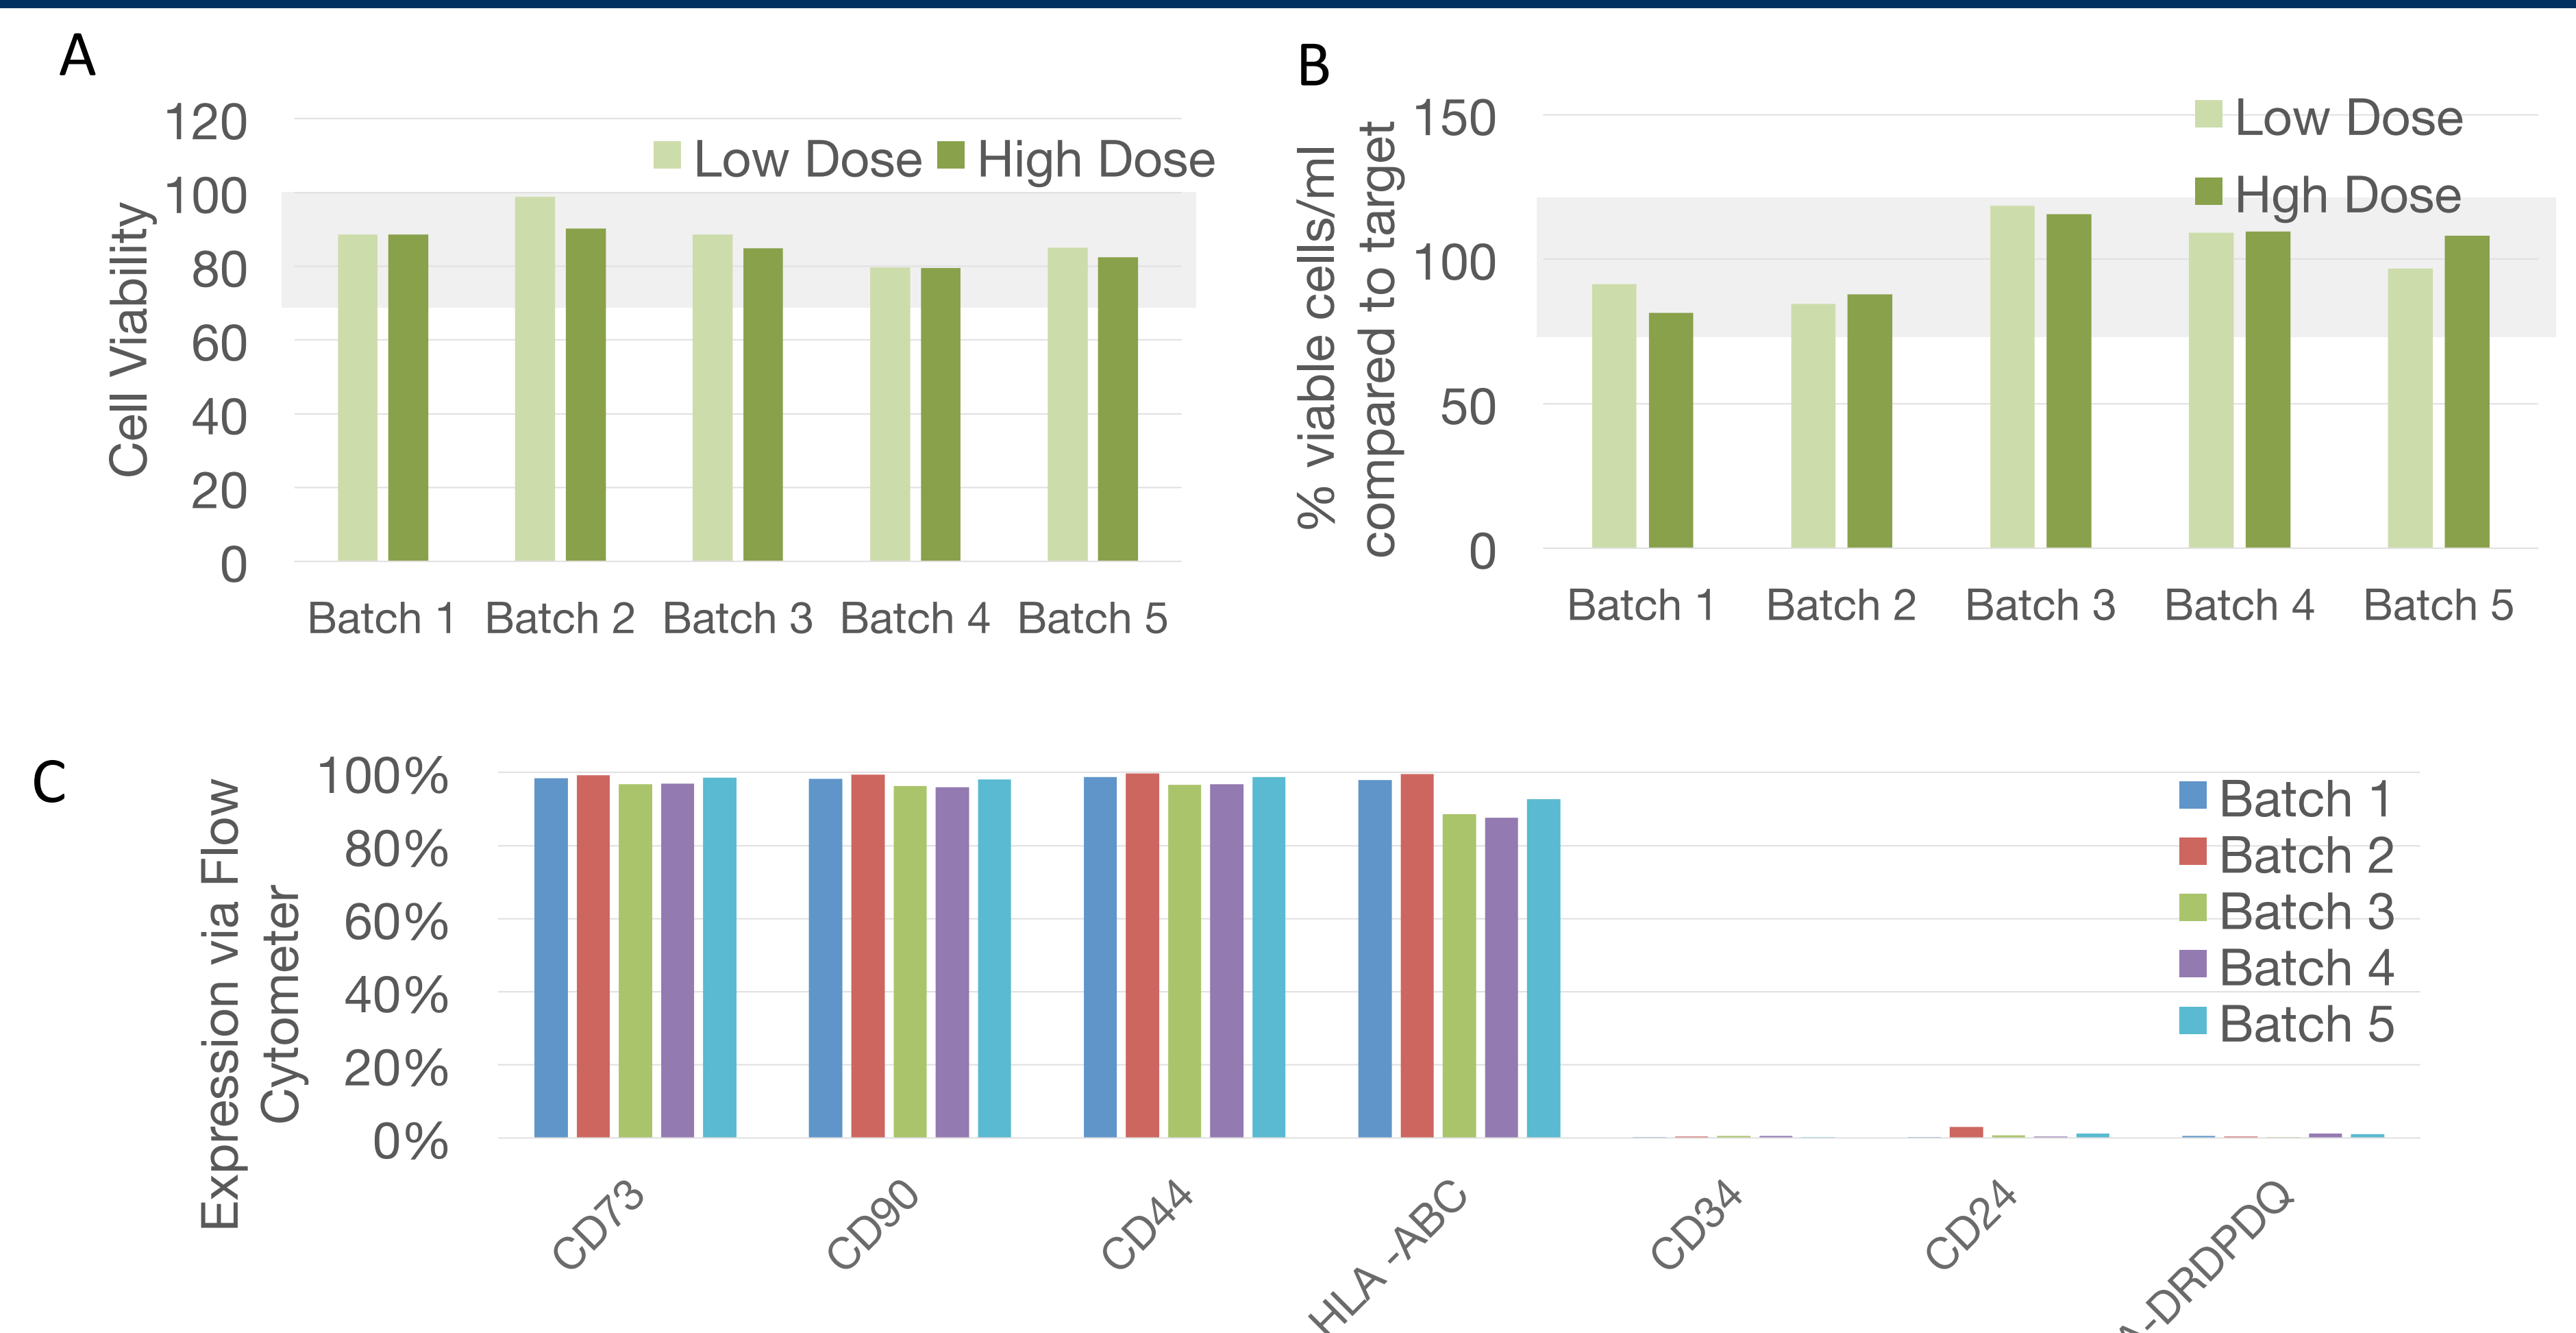 A
120
100
80
60
40
20
0
Cell Viability
Low Dose High Dose
Batch 1 Batch 2 Batch 3 Batch 4 Batch 5
B
150
100
50
0
% viable cells/ml
compared to target
Low Dose
Hgh Dose
Batch 1 Batch 2 Batch 3 Batch 4 Batch 5
C
100%
80%
60%
40%
20%
0%
Expression via Flow
Cytometer
Batch 1
Batch 2
Batch 3
Batch 4
Batch 5
CD73
CD90
CD44
HLA -ABC
CD34
CD24
A-DRDPDQ